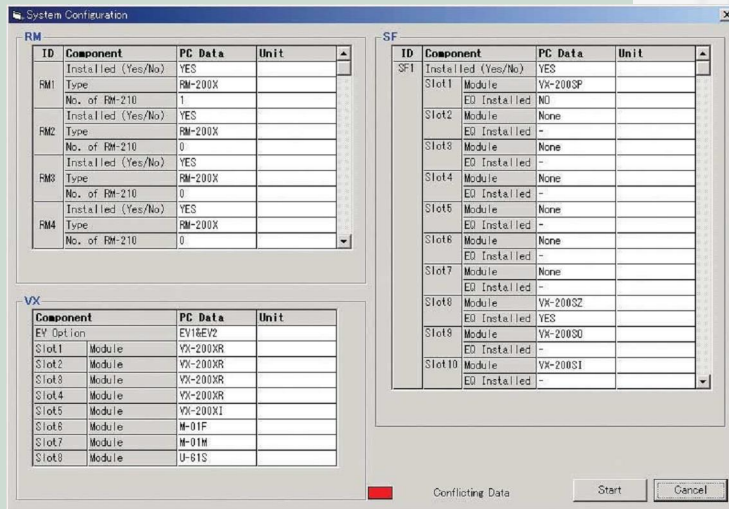 System Configuration
RM
ID Component PC Data Unit
RM1 Installed (Yes/No) YES
Type RM-200X
No. of RM-210 1
RM2 Installed (Yes/No) YES
Type RM-200X
No. of RM-210 0
RM3 Installed (Yes/No) YES
Type RM-200X
No. of RM-210 0
RM4 Installed (Yes/No) YES
Type RM-200X
No. of RM-210 0
VX
Component PC Data Unit
EV Option EV1&EV2
Slot1 Module VX-200XR
Slot2 Module VX-200XR
Slot3 Module VX-200XR
Slot4 Module VX-200XR
Slot5 Module VX-200XI
Slot6 Module M-01F
Slot7 Module M-01M
Slot8 Module U-61S
SF
ID Component PC Data Unit
SF1 Installed (Yes/No) YES
Slot1 Module VX-200SP
EQ Installed NO
Slot2 Module None
EQ Installed -
Slot3 Module None
EQ Installed -
Slot4 Module None
EQ Installed -
Slot5 Module None
EQ Installed -
Slot6 Module None
EQ Installed -
Slot7 Module None
EQ Installed -
Slot8 Module VX-200SZ
EQ Installed YES
Slot9 Module VX-200SO
EQ Installed -
Slot10 Module VX-200SI
EQ Installed -
Conflicting Data
Start
Cancel